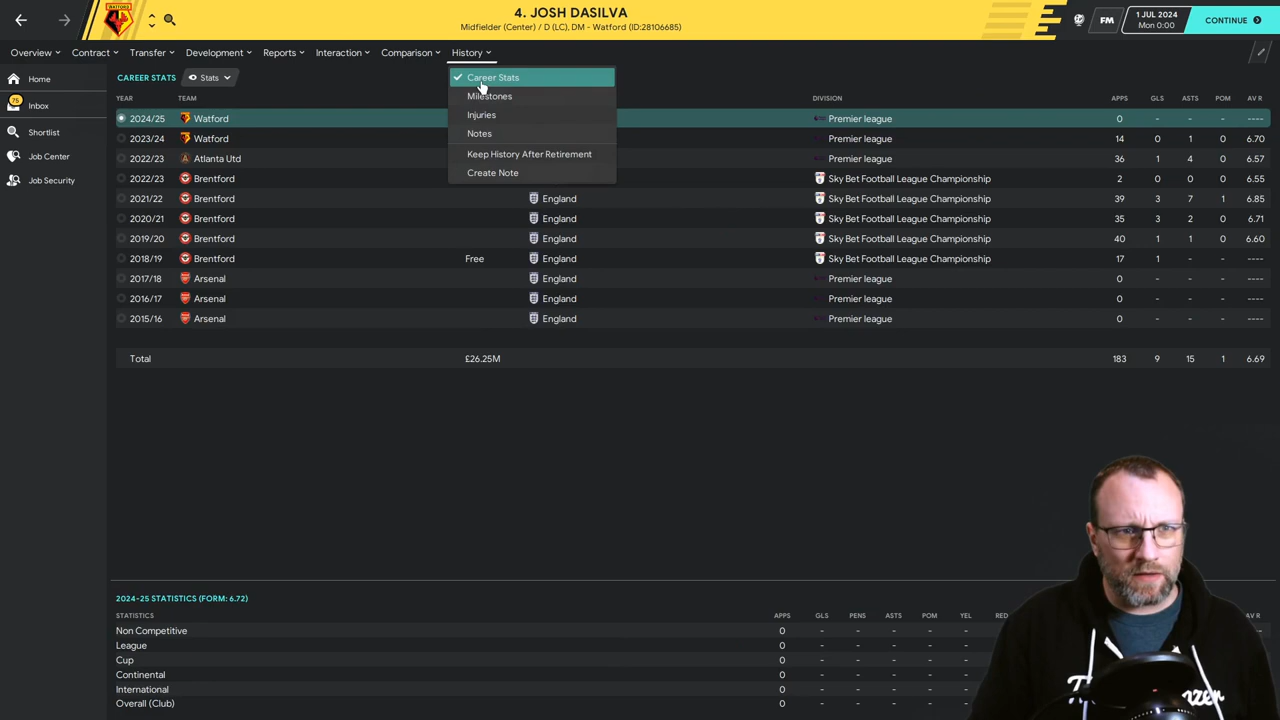 4. JOSH DASILVA
Midfielder (Center) / D (LC), DM - Watford (ID:28106685)
FM
1 JUL 2024
Mon 0:00
CONTINUE
Overview Contract Transfer Development Reports Interaction Comparison History
Home
75
Inbox
Shortlist
Job Center
Job Security
CAREER STATS Stats
Career Stats
Milestones
Injuries
Notes
Keep History After Retirement
Create Note
YEAR TEAM DIVISION APPS GLS ASTS POM AV R
2024/25 Watford Premier league 0 - - - ----
2023/24 Watford Premier league 14 0 1 0 6.70
2022/23 Atlanta Utd Premier league 36 1 4 0 6.57
2022/23 Brentford Sky Bet Football League Championship 2 0 0 0 6.55
2021/22 Brentford England Sky Bet Football League Championship 39 3 7 1 6.85
2020/21 Brentford England Sky Bet Football League Championship 35 3 2 0 6.71
2019/20 Brentford England Sky Bet Football League Championship 40 1 1 0 6.60
2018/19 Brentford Free England Sky Bet Football League Championship 17 1 - - ----
2017/18 Arsenal England Premier league 0 - - - ----
2016/17 Arsenal England Premier league 0 - - - ----
2015/16 Arsenal England Premier league 0 - - - ----
Total £26.25M 183 9 15 1 6.69
2024-25 STATISTICS (FORM: 6.72)
STATISTICS APPS GLS PENS ASTS POM YEL RED AV R
Non Competitive 0 - - - - -
League 0 - - - - -
Cup 0 - - - - -
Continental 0 - - - - -
International 0 - - - - -
Overall (Club) 0 - - - - -